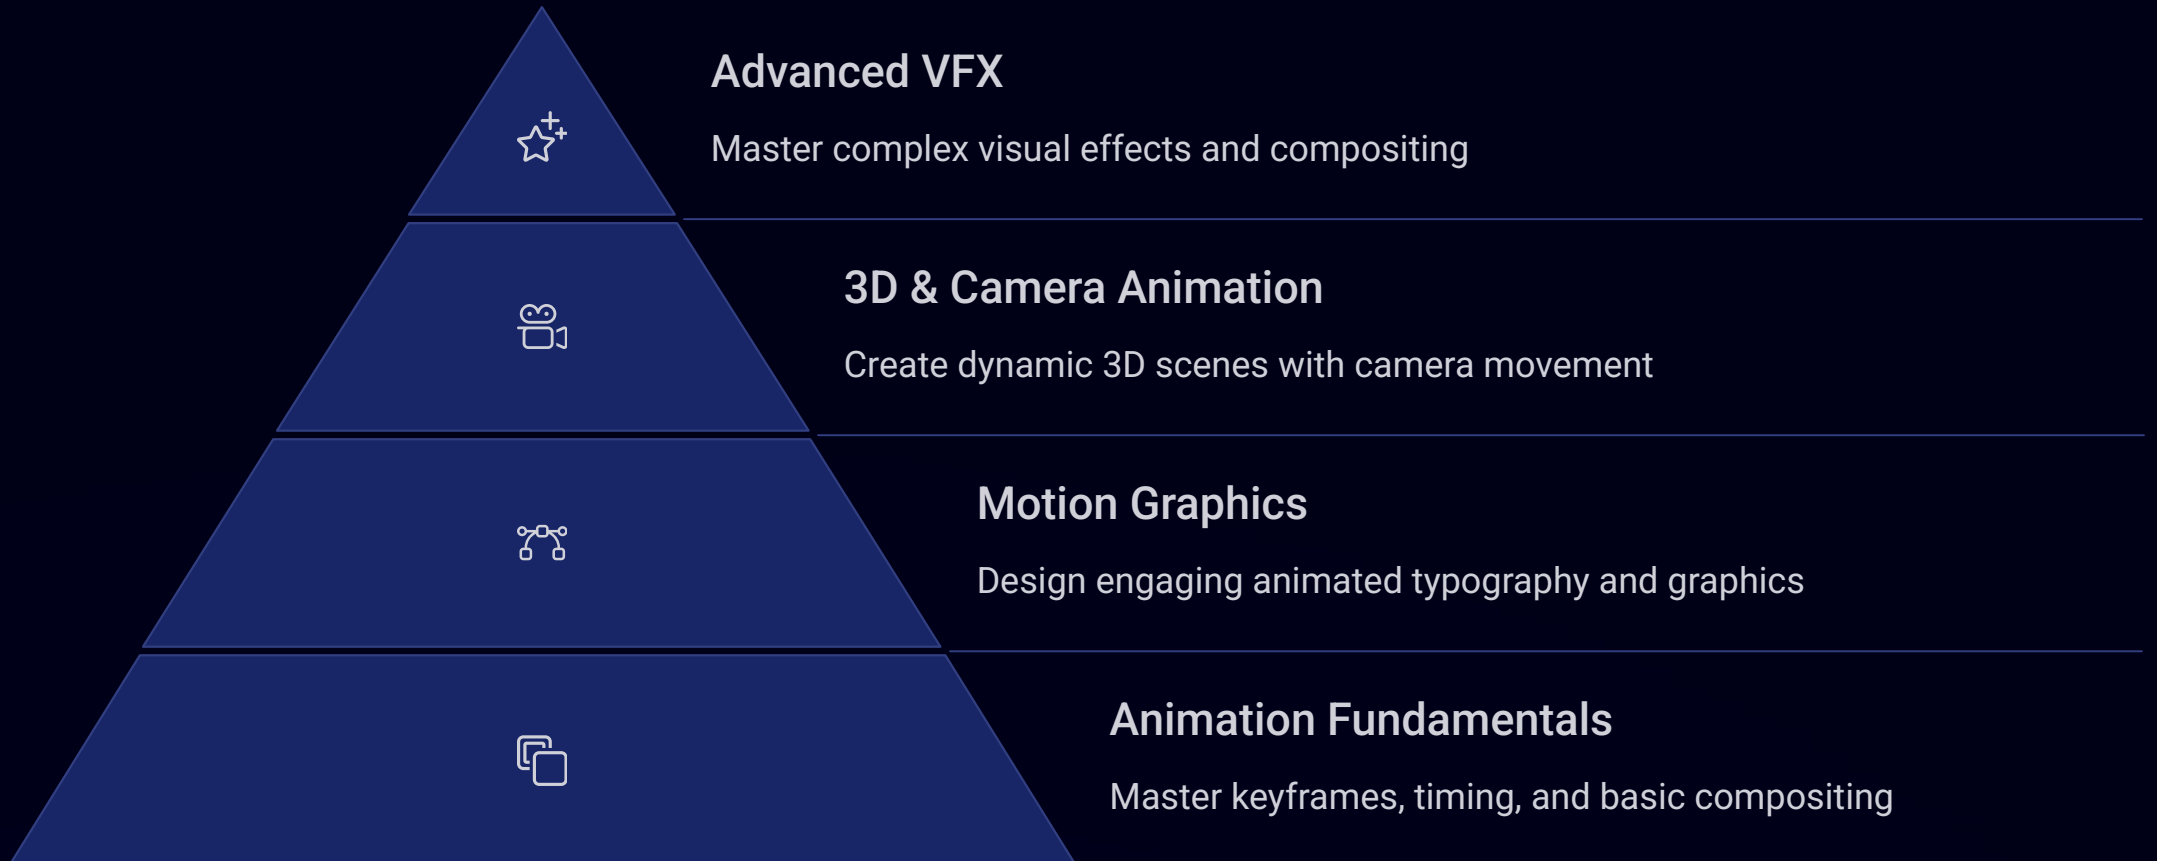 Advanced VFX
Master complex visual effects and compositing
3D & Camera Animation
Create dynamic 3D scenes with camera movement
Motion Graphics
Design engaging animated typography and graphics
Animation Fundamentals
Master keyframes, timing, and basic compositing